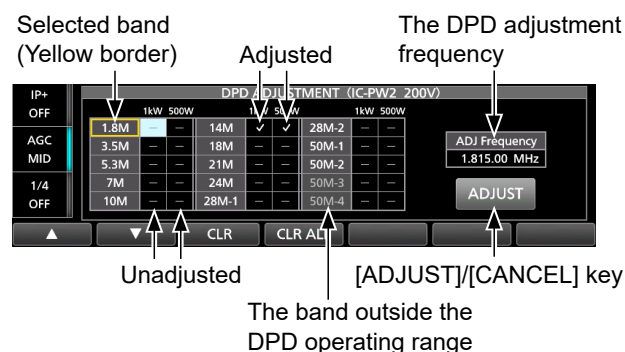 Selected band
(Yellow border)
Adjusted
The DPD adjustment
frequency
IP+
OFF
AGC
MID
1/4
OFF
DPD ADJUSTMENT (IC-PW2 200V)
1kW 500W 1kW 500W 1kW 500W
1.8M – – 14M ✓ ✓ 28M-2 – –
3.5M – – 18M – – 50M-1 – –
5.3M – – 21M – – 50M-2 – –
7M – – 24M – – 50M-3 – –
10M – – 28M-1 – – 50M-4 – –
ADJ Frequency
1.815.00 MHz
ADJUST
▲ ▼ CLR CLR ALL
Unadjusted
[ADJUST]/[CANCEL] key
The band outside the
DPD operating range